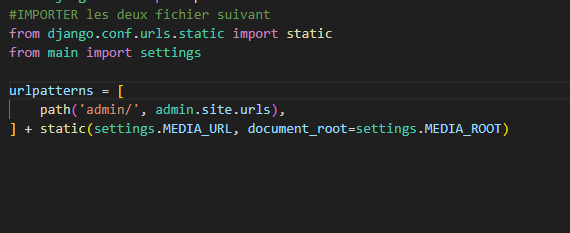 #IMPORTER les deux fichier suivant
from django.conf.urls.static import static
from main import settings
urlpatterns = [
path('admin/', admin.site.urls),
] + static(settings.MEDIA_URL, document_root=settings.MEDIA_ROOT)